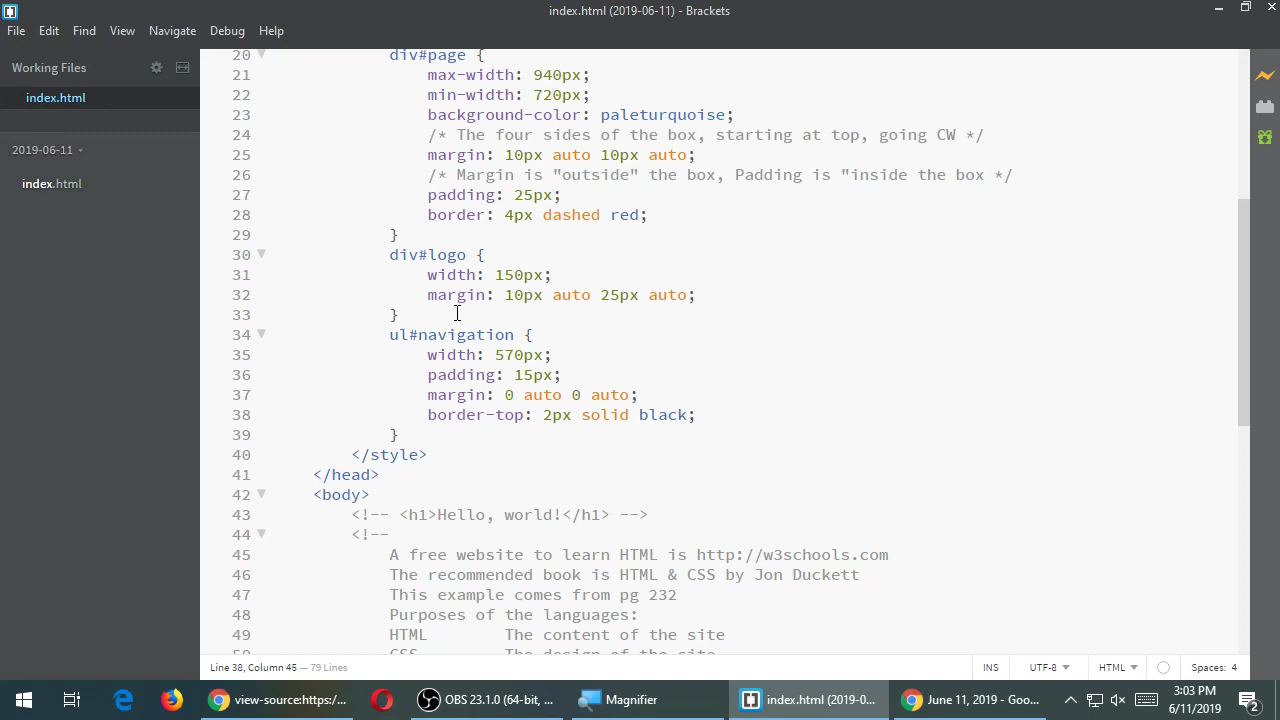 index.html (2019-06-11) - Brackets
File Edit Find View Navigate Debug Help
Working Files
index.html
2019-06-11
index.html
20 div#page {
21 max-width: 940px;
22 min-width: 720px;
23 background-color: paleturquoise;
24 /* The four sides of the box, starting at top, going CW */
25 margin: 10px auto 10px auto;
26 /* Margin is "outside" the box, Padding is "inside the box */
27 padding: 25px;
28 border: 4px dashed red;
29 }
30 div#logo {
31 width: 150px;
32 margin: 10px auto 25px auto;
33 }
34 ul#navigation {
35 width: 570px;
36 padding: 15px;
37 margin: 0 auto 0 auto;
38 border-top: 2px solid black;
39 }
40 </style>
41 </head>
42 <body>
43 <!-- <h1>Hello, world!</h1> -->
44 <!--
45 A free website to learn HTML is http://w3schools.com
46 The recommended book is HTML & CSS by Jon Duckett
47 This example comes from pg 232
48 Purposes of the languages:
49 HTML The content of the site
50 CSS The design of the site
Line 38, Column 45 — 79 Lines
INS UTF-8 HTML Spaces: 4
view-source:https:/... OBS 23.1.0 (64-bit, ... Magnifier index.html (2019-0... June 11, 2019 - Goo... 3:03 PM
6/11/2019
2